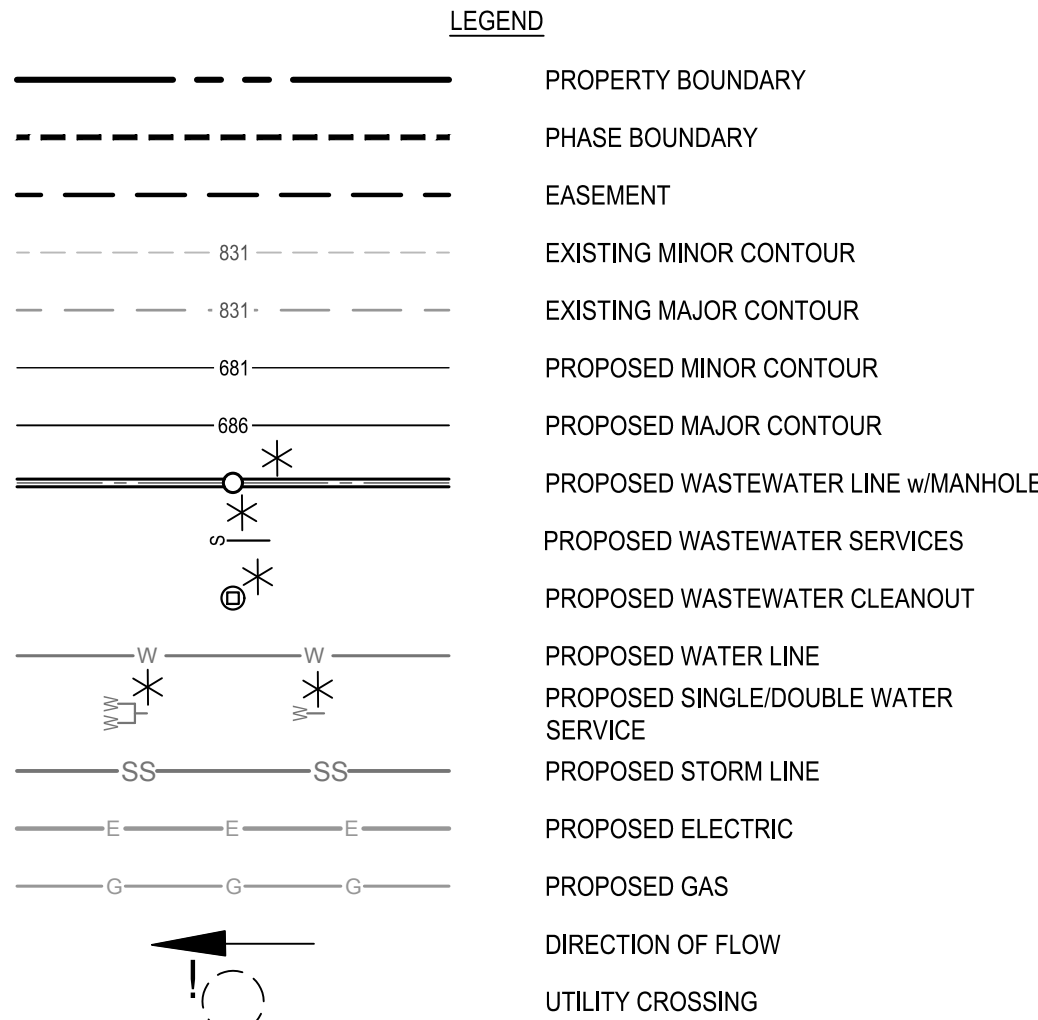 LEGEND
PROPERTY BOUNDARY
PHASE BOUNDARY
EASEMENT
831 EXISTING MINOR CONTOUR
831 EXISTING MAJOR CONTOUR
681 PROPOSED MINOR CONTOUR
686 PROPOSED MAJOR CONTOUR
PROPOSED WASTEWATER LINE w/MANHOLE
S PROPOSED WASTEWATER SERVICES
PROPOSED WASTEWATER CLEANOUT
W W PROPOSED WATER LINE
W W W PROPOSED SINGLE/DOUBLE WATER
SERVICE
SS SS PROPOSED STORM LINE
E E E PROPOSED ELECTRIC
G G G PROPOSED GAS
DIRECTION OF FLOW
! UTILITY CROSSING